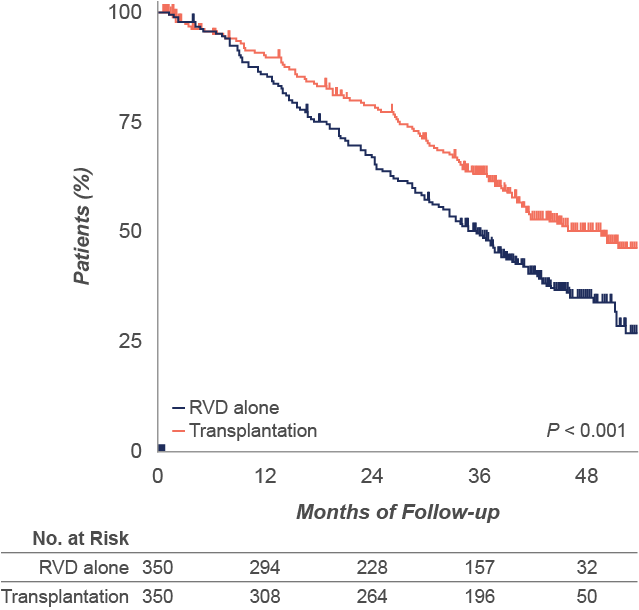 100
75
50
25
0
Patients (%)
RVD alone
Transplantation
P < 0.001
0 12 24 36 48
Months of Follow-up
No. at Risk
RVD alone 350 294 228 157 32
Transplantation 350 308 264 196 50